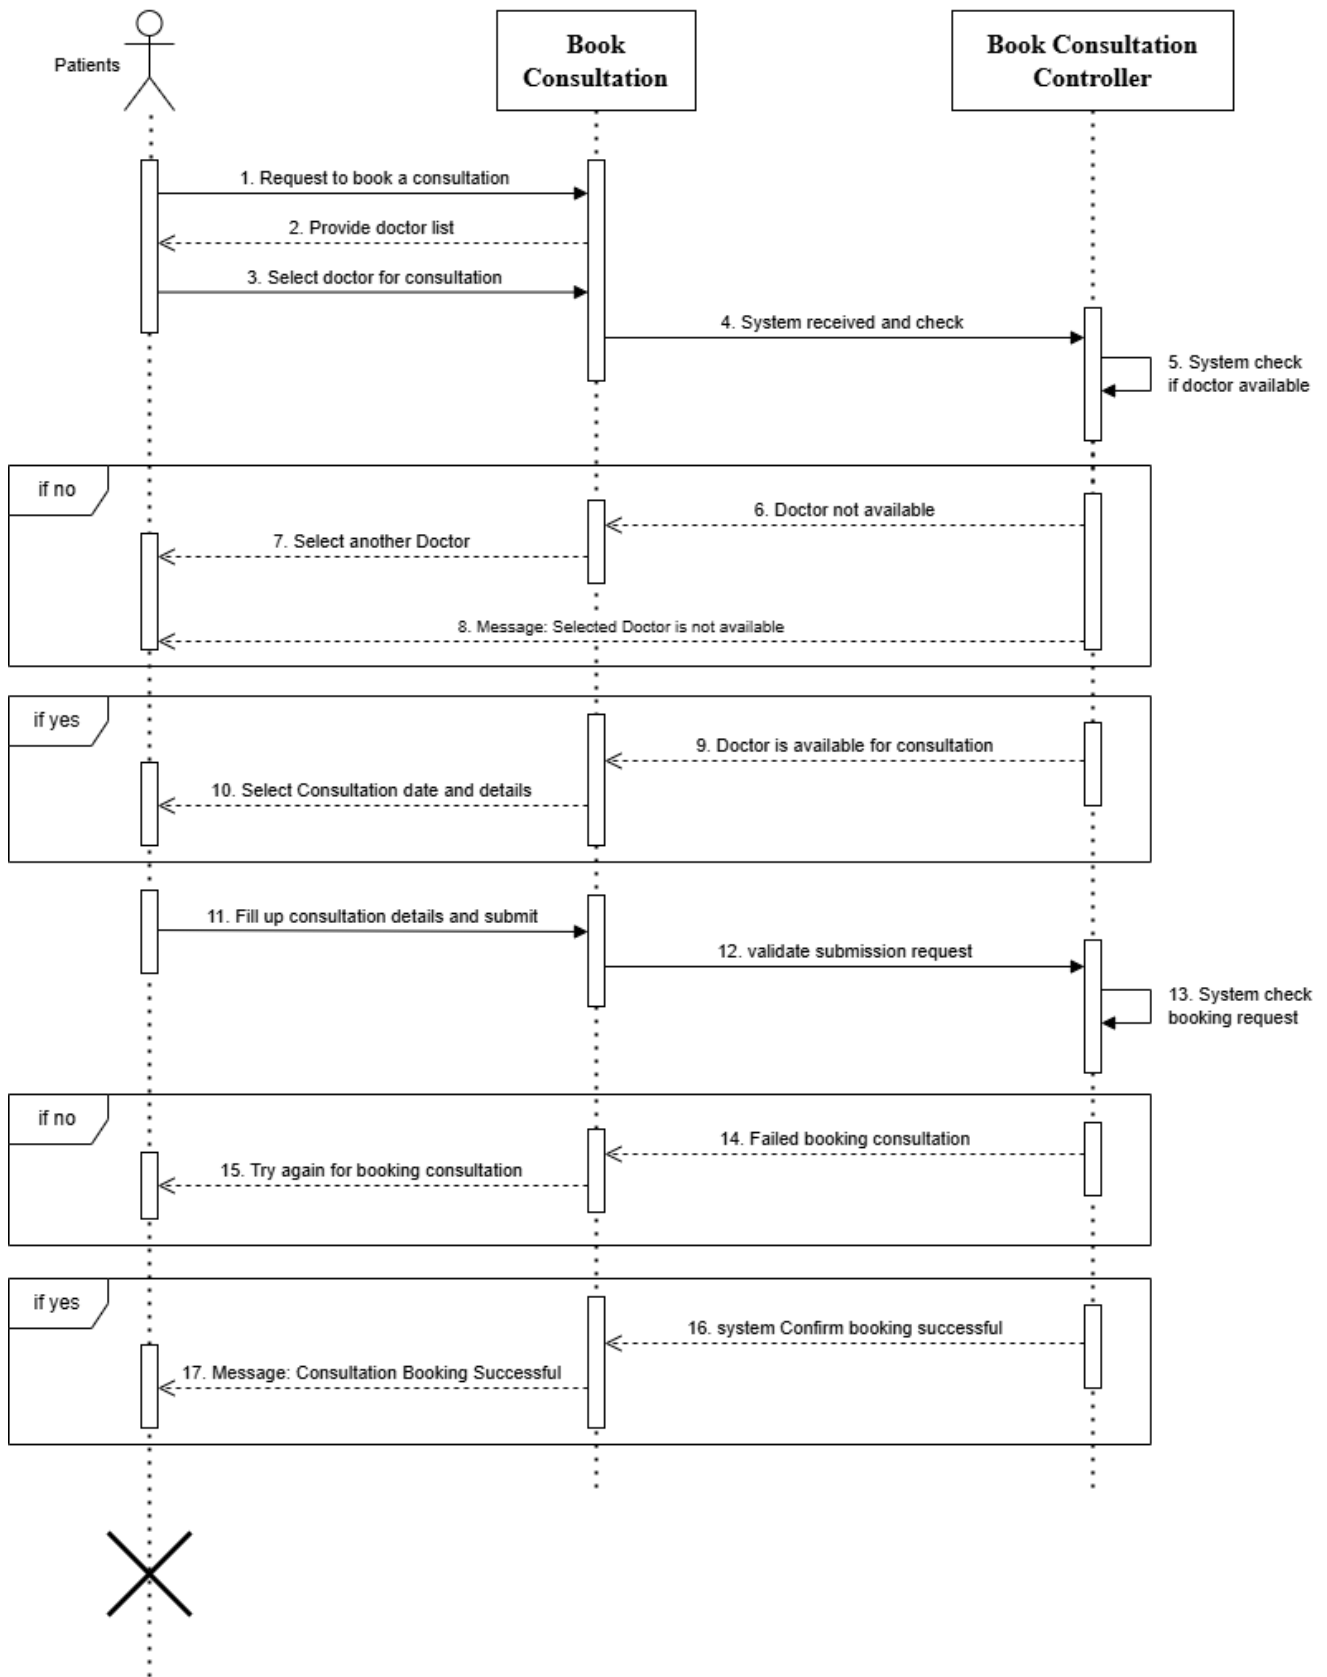 Patients
Book
Consultation
Book Consultation
Controller
1. Request to book a consultation
2. Provide doctor list
3. Select doctor for consultation
4. System received and check
5. System check
if doctor available
if no
6. Doctor not available
7. Select another Doctor
8. Message: Selected Doctor is not available
if yes
9. Doctor is available for consultation
10. Select Consultation date and details
11. Fill up consultation details and submit
12. validate submission request
13. System check
booking request
if no
14. Failed booking consultation
15. Try again for booking consultation
if yes
16. system Confirm booking successful
17. Message: Consultation Booking Successful